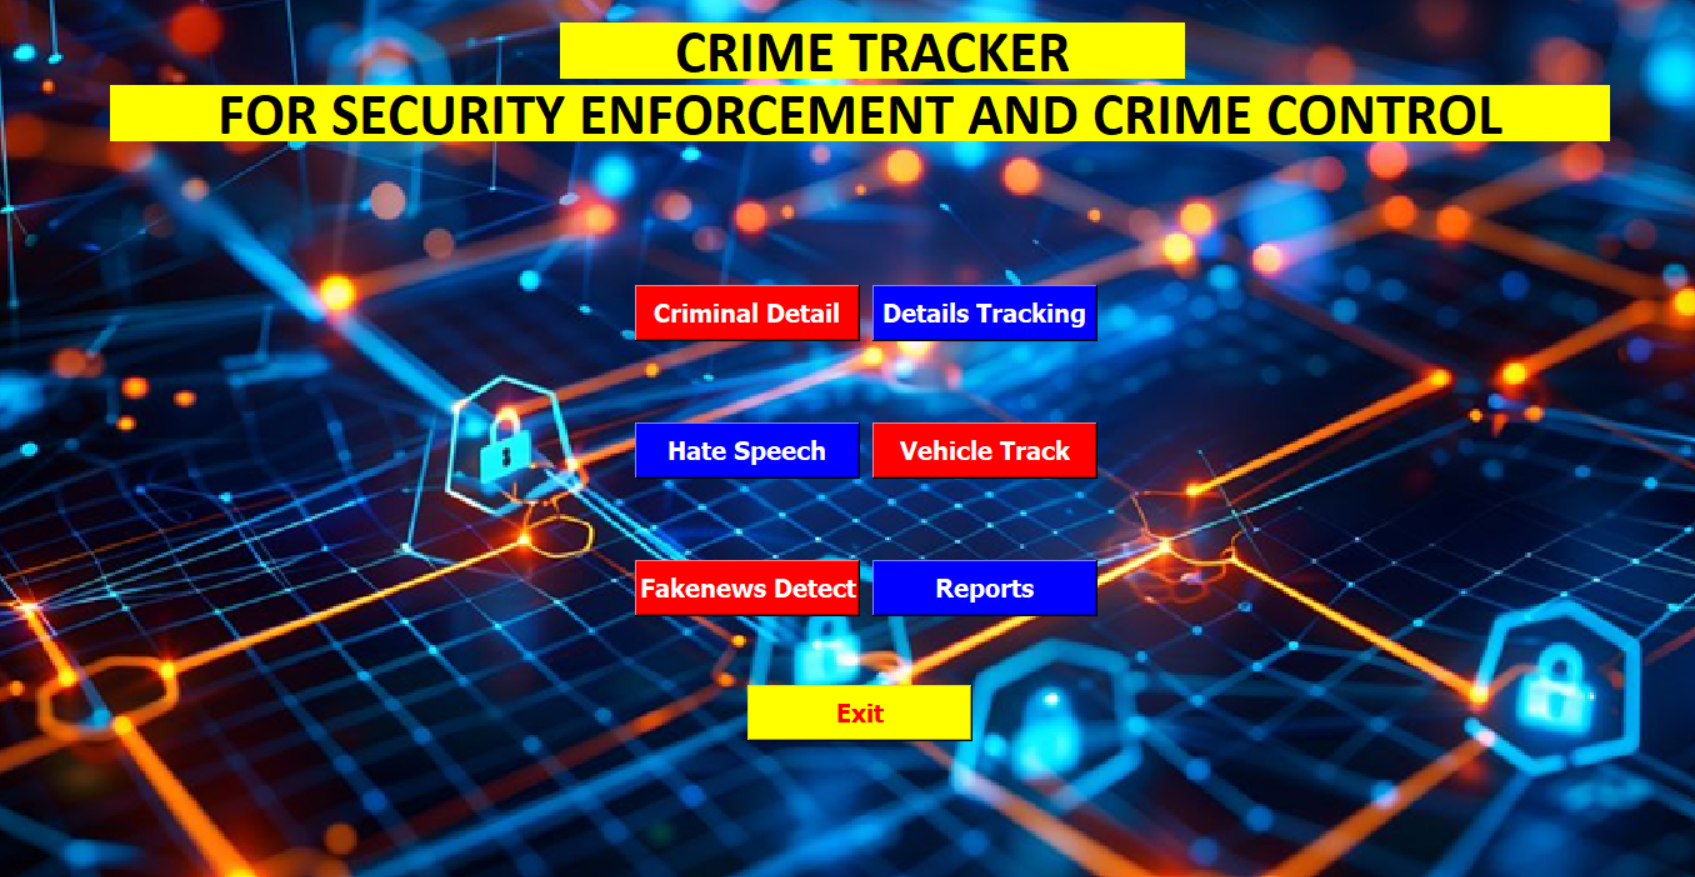 CRIME TRACKER
FOR SECURITY ENFORCEMENT AND CRIME CONTROL
Criminal Detail
Details Tracking
Hate Speech
Vehicle Track
Fakenews Detect
Reports
Exit